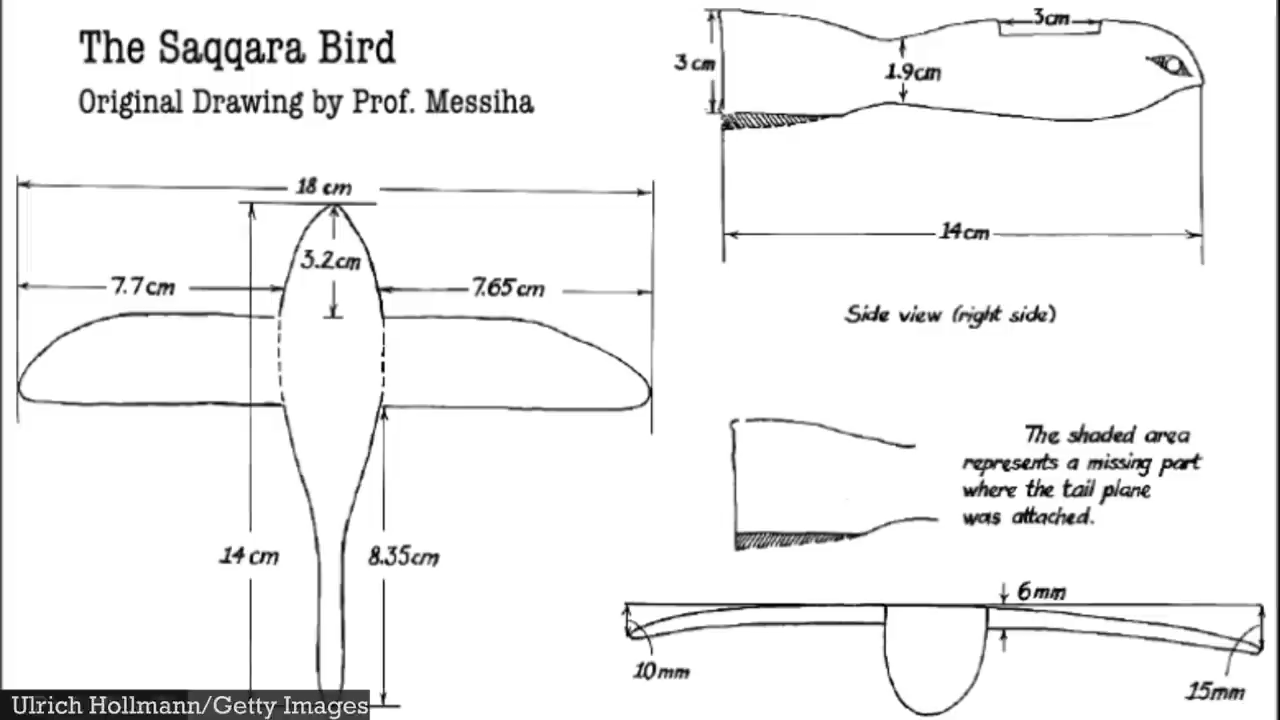 The Saqqara Bird
Original Drawing by Prof. Messiha
18 cm
3.2cm
7.7cm
7.65cm
14 cm
8.35cm
3cm
3 cm
1.9cm
14cm
Side view (right side)
The shaded area
represents a missing part
where the tail plane
was attached.
6mm
10mm
15mm
Ulrich Hollmann/Getty Images